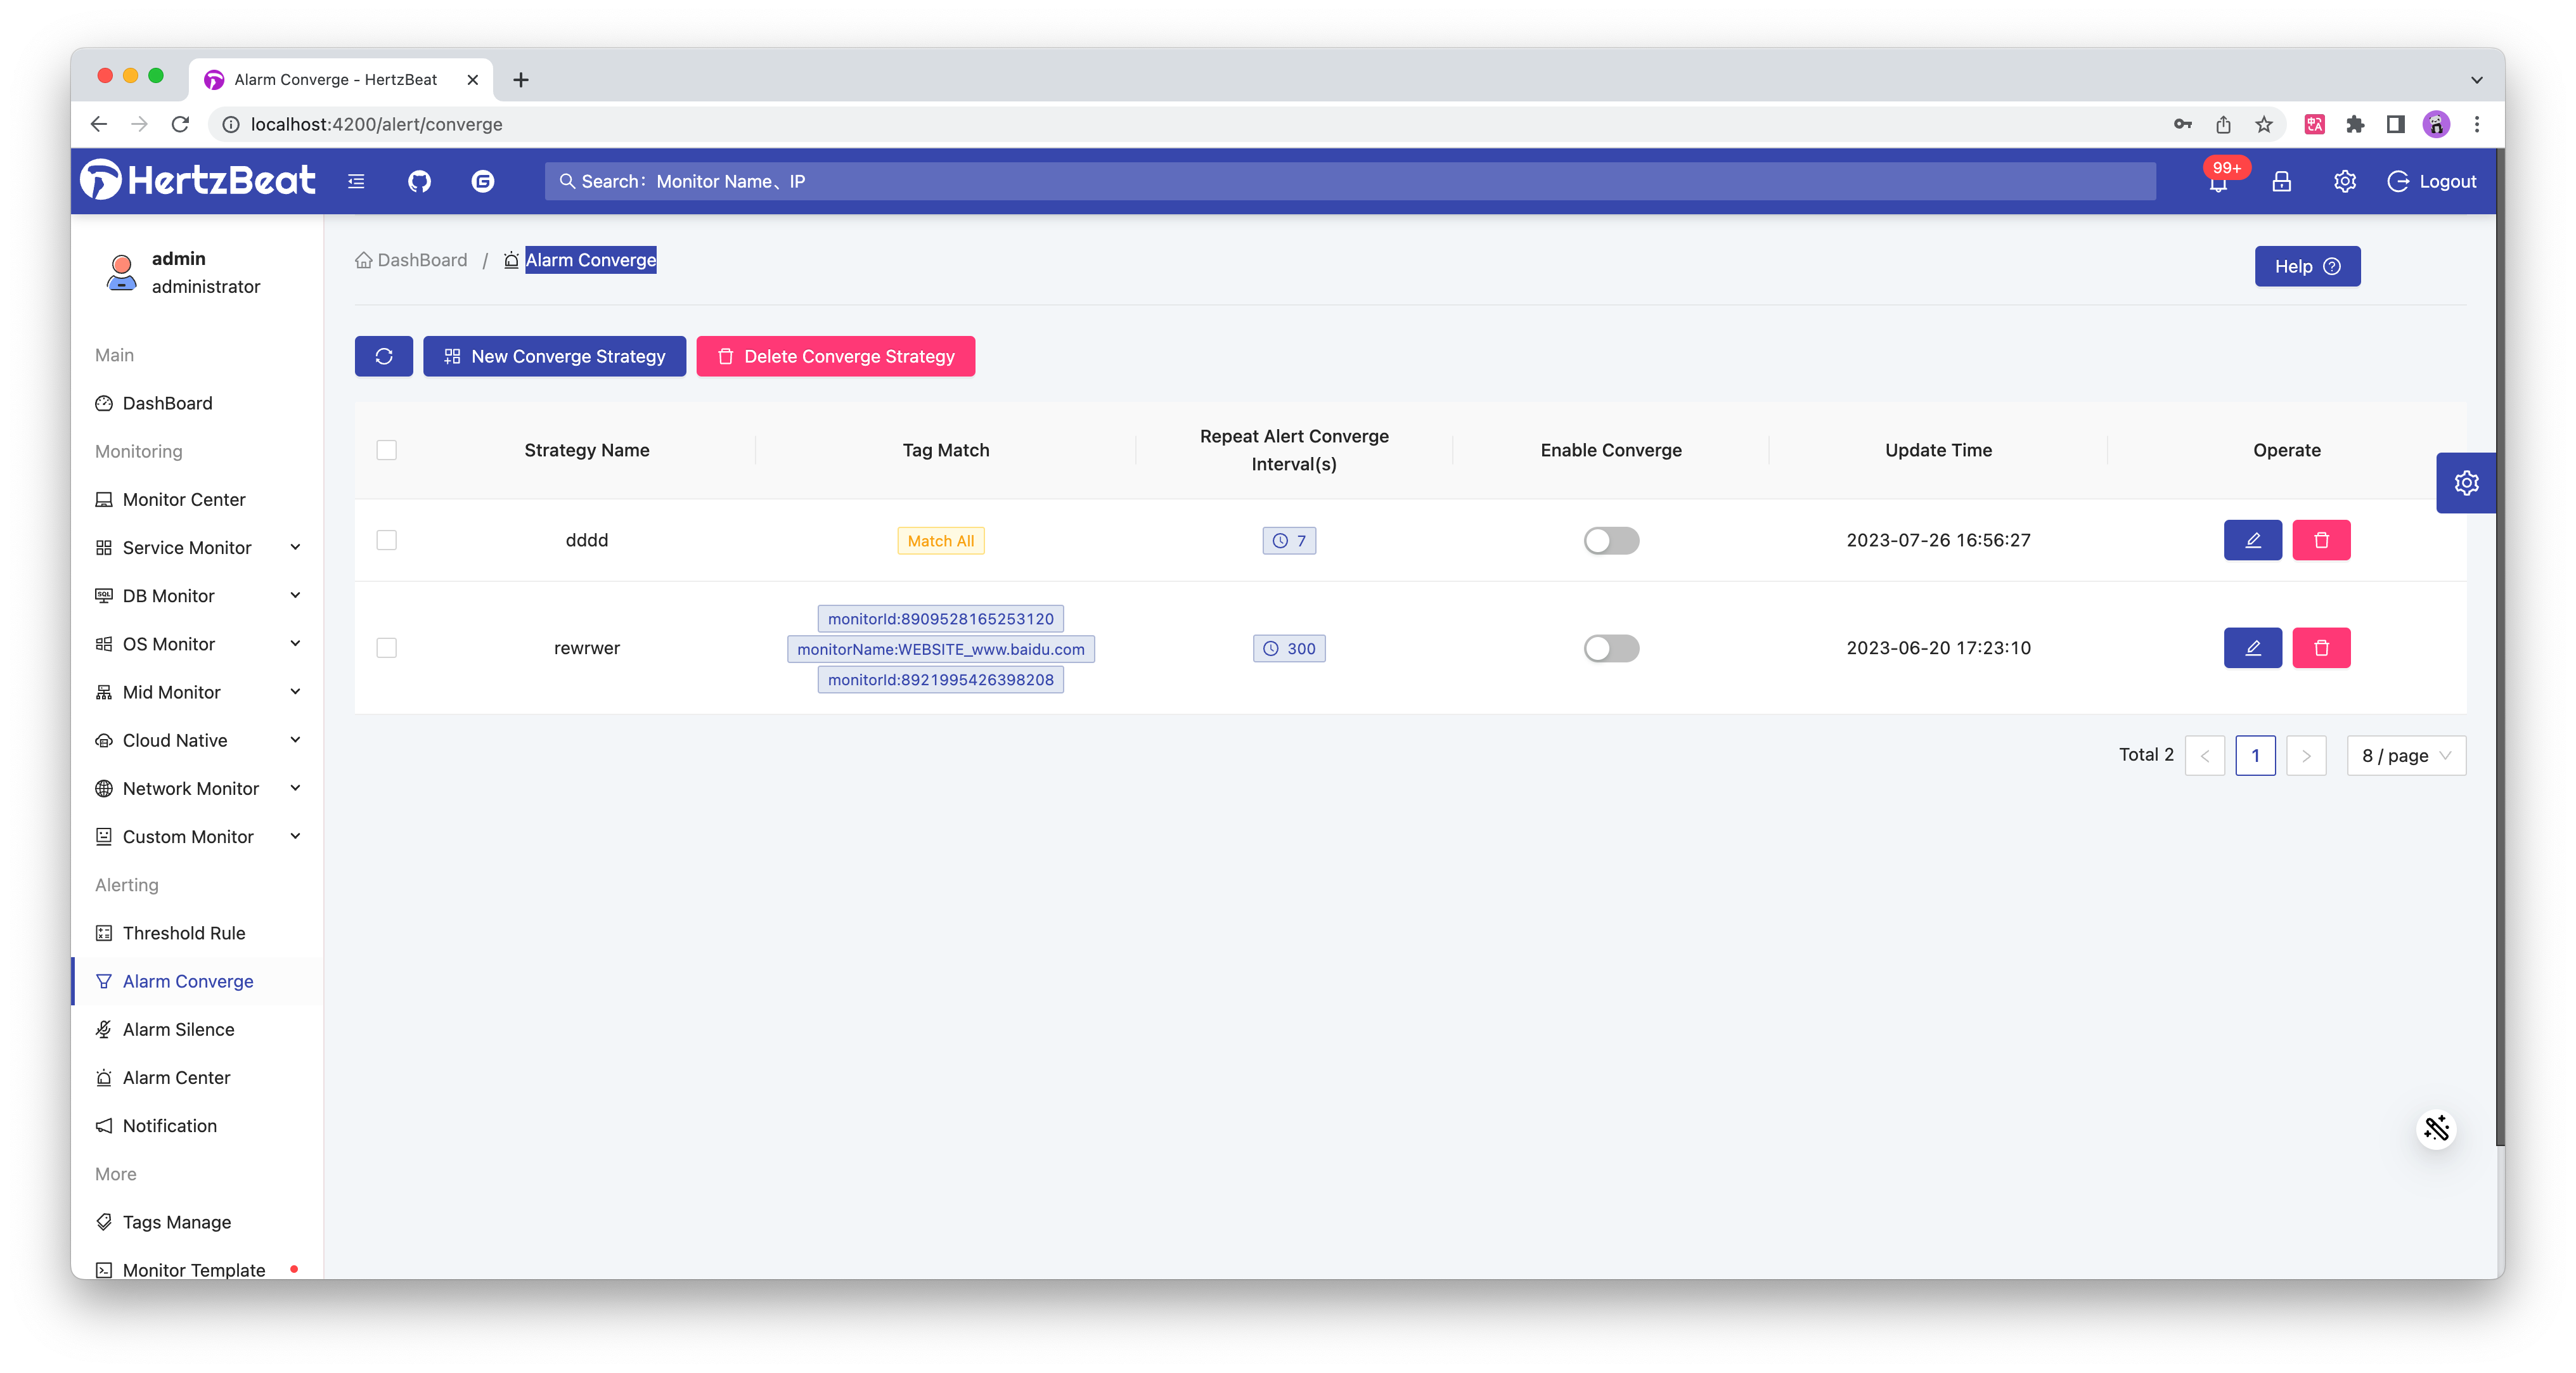 Alarm Converge - HertzBeat
localhost:4200/alert/converge
HertzBeat
Search：Monitor Name、IP
99+
Logout
admin
administrator
DashBoard / Alarm Converge
Help
Main
New Converge Strategy
Delete Converge Strategy
DashBoard
Monitoring
Monitor Center
Service Monitor
DB Monitor
OS Monitor
Mid Monitor
Cloud Native
Network Monitor
Custom Monitor
Alerting
Threshold Rule
Alarm Converge
Alarm Silence
Alarm Center
Notification
More
Tags Manage
Monitor Template
Strategy Name
Tag Match
Repeat Alert Converge
Interval(s)
Enable Converge
Update Time
Operate
dddd
Match All
7
2023-07-26 16:56:27
rewrwer
monitorId:8909528165253120
monitorName:WEBSITE_www.baidu.com
monitorId:8921995426398208
300
2023-06-20 17:23:10
Total 2
1
8 / page